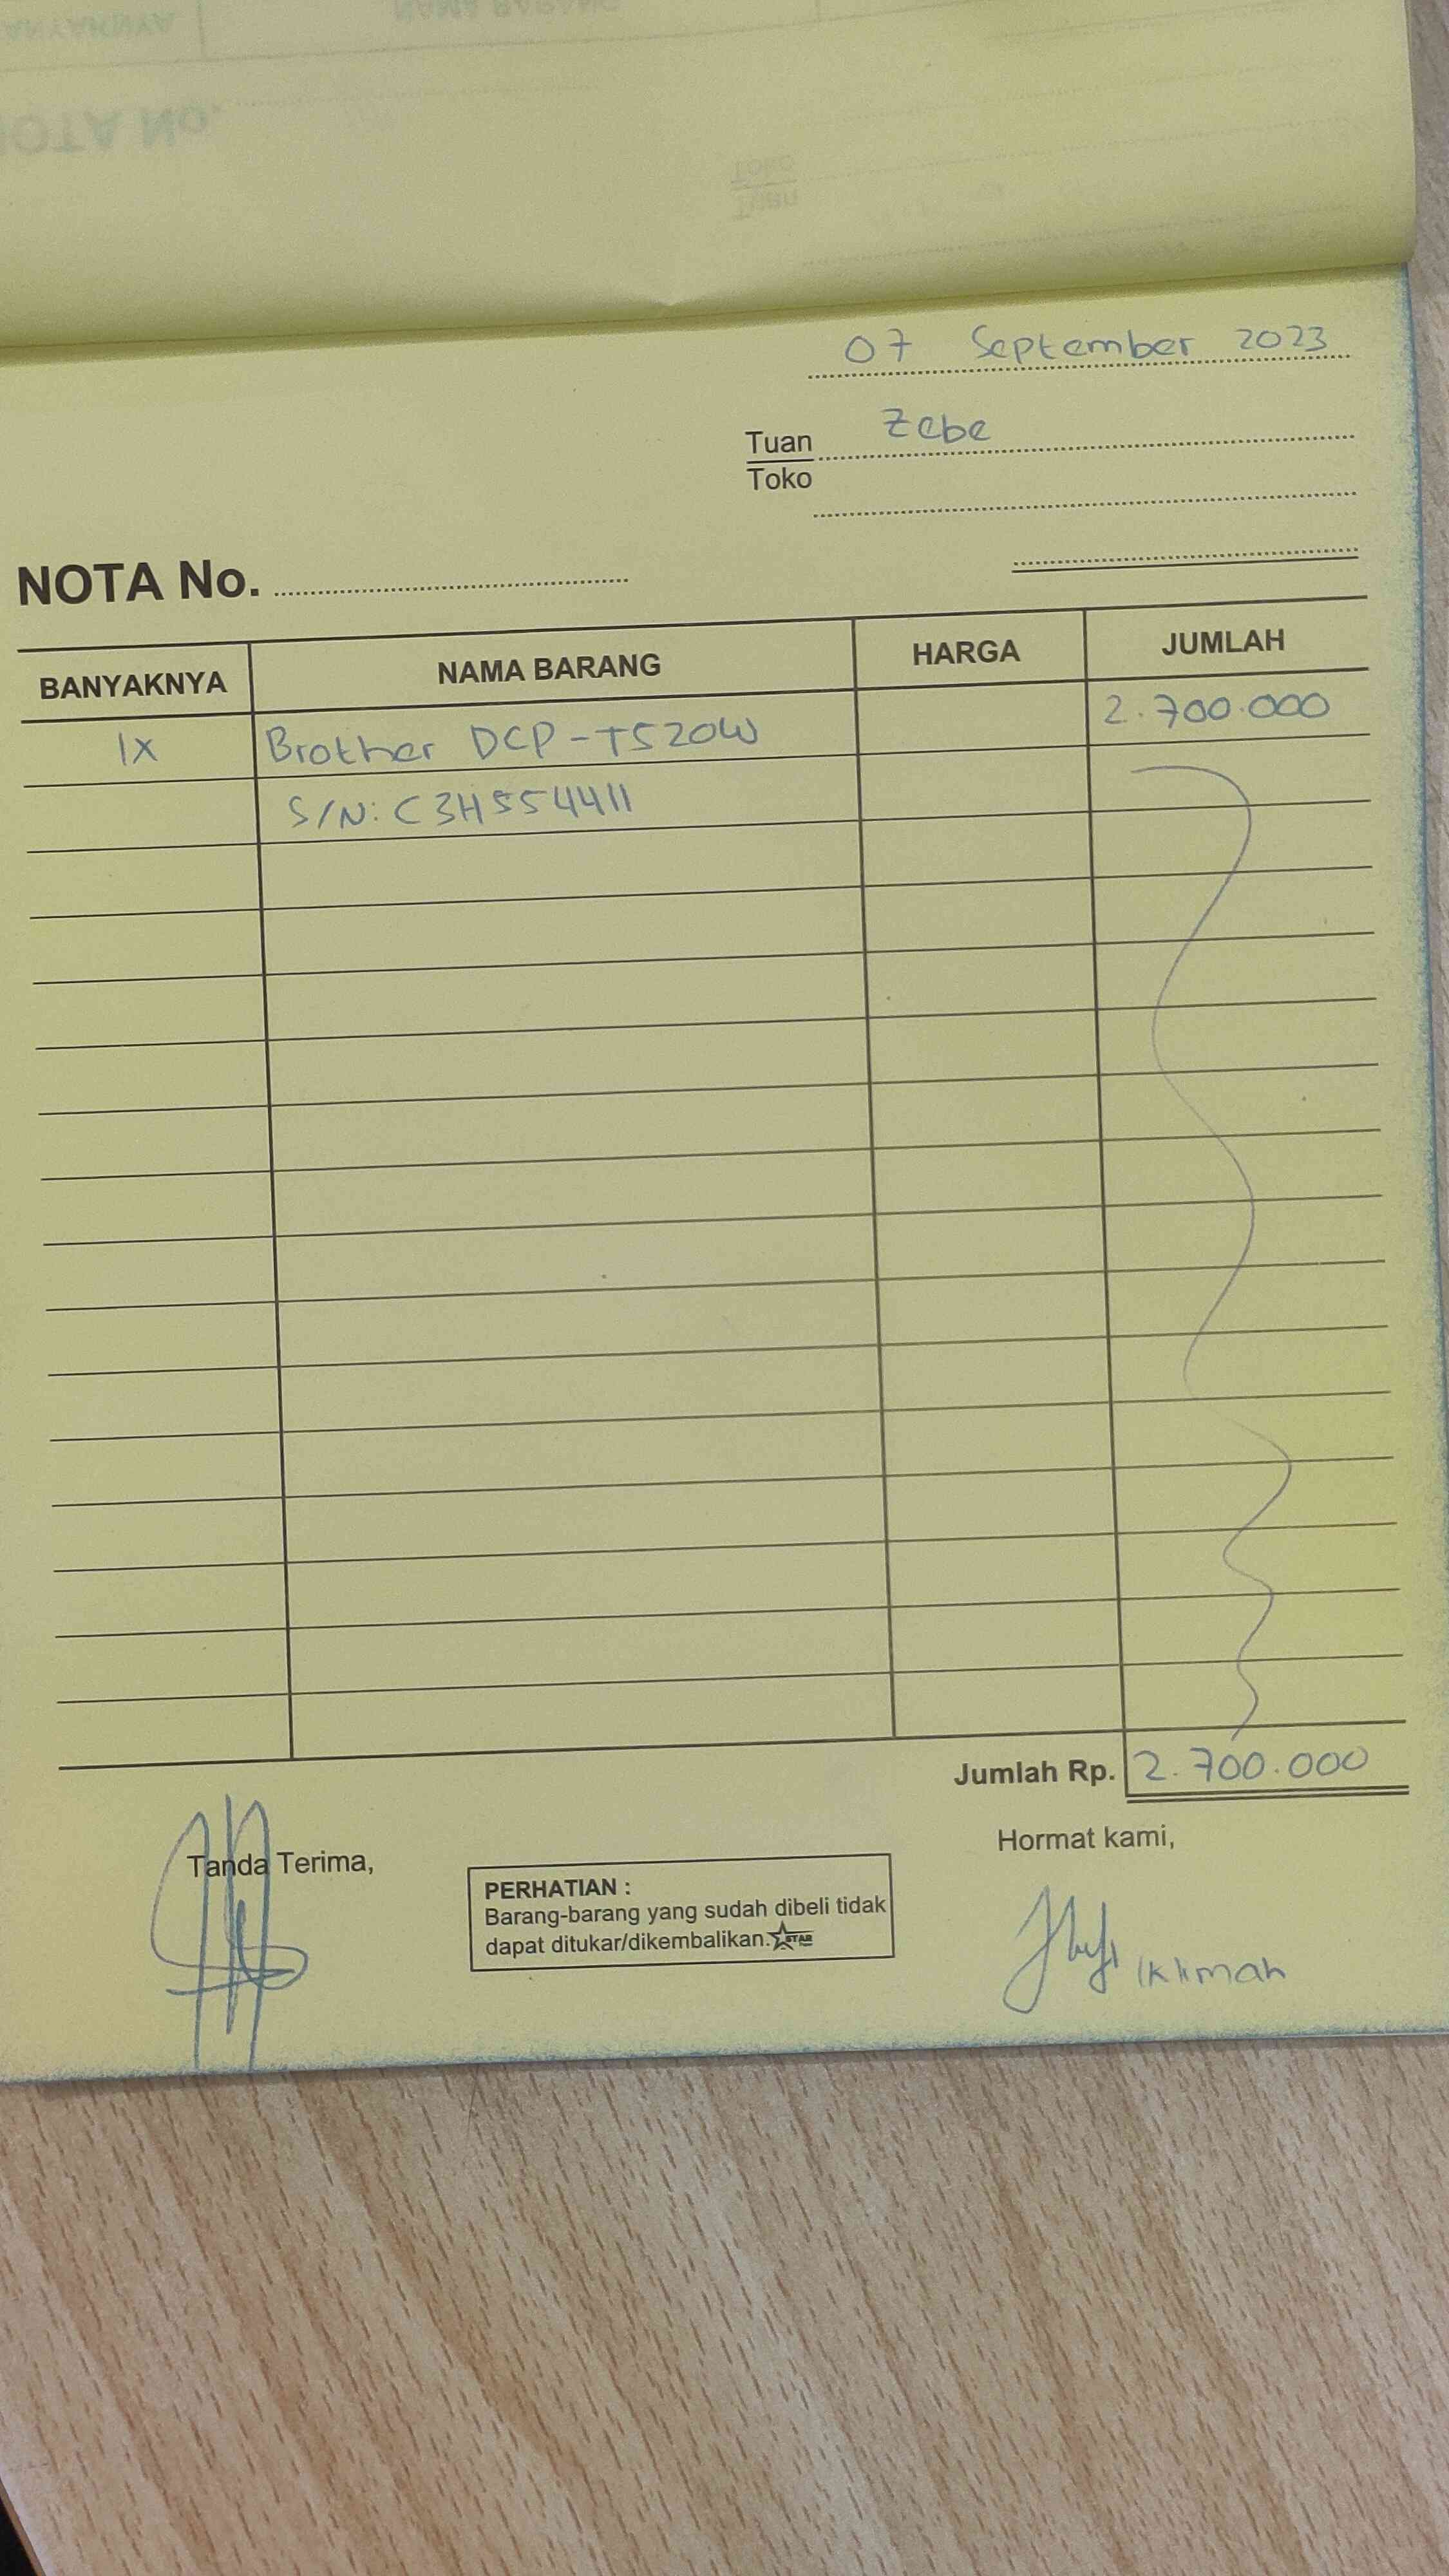 07 September 2023
Tuan Zebe
Toko
NOTA No.
BANYAKNYA NAMA BARANG HARGA JUMLAH
1X Brother DCP-T520W 2.700.000
S/N: C3H554411
Jumlah Rp. 2.700.000
Tanda Terima,
Hormat kami,
PERHATIAN :
Barang-barang yang sudah dibeli tidak
dapat ditukar/dikembalikan. STAR
Iklimah